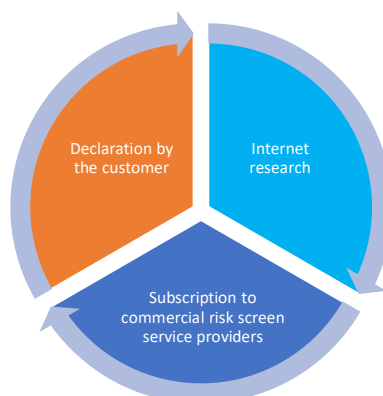 Declaration by
the customer
Internet
research
Subscription to
commercial risk screen
service providers